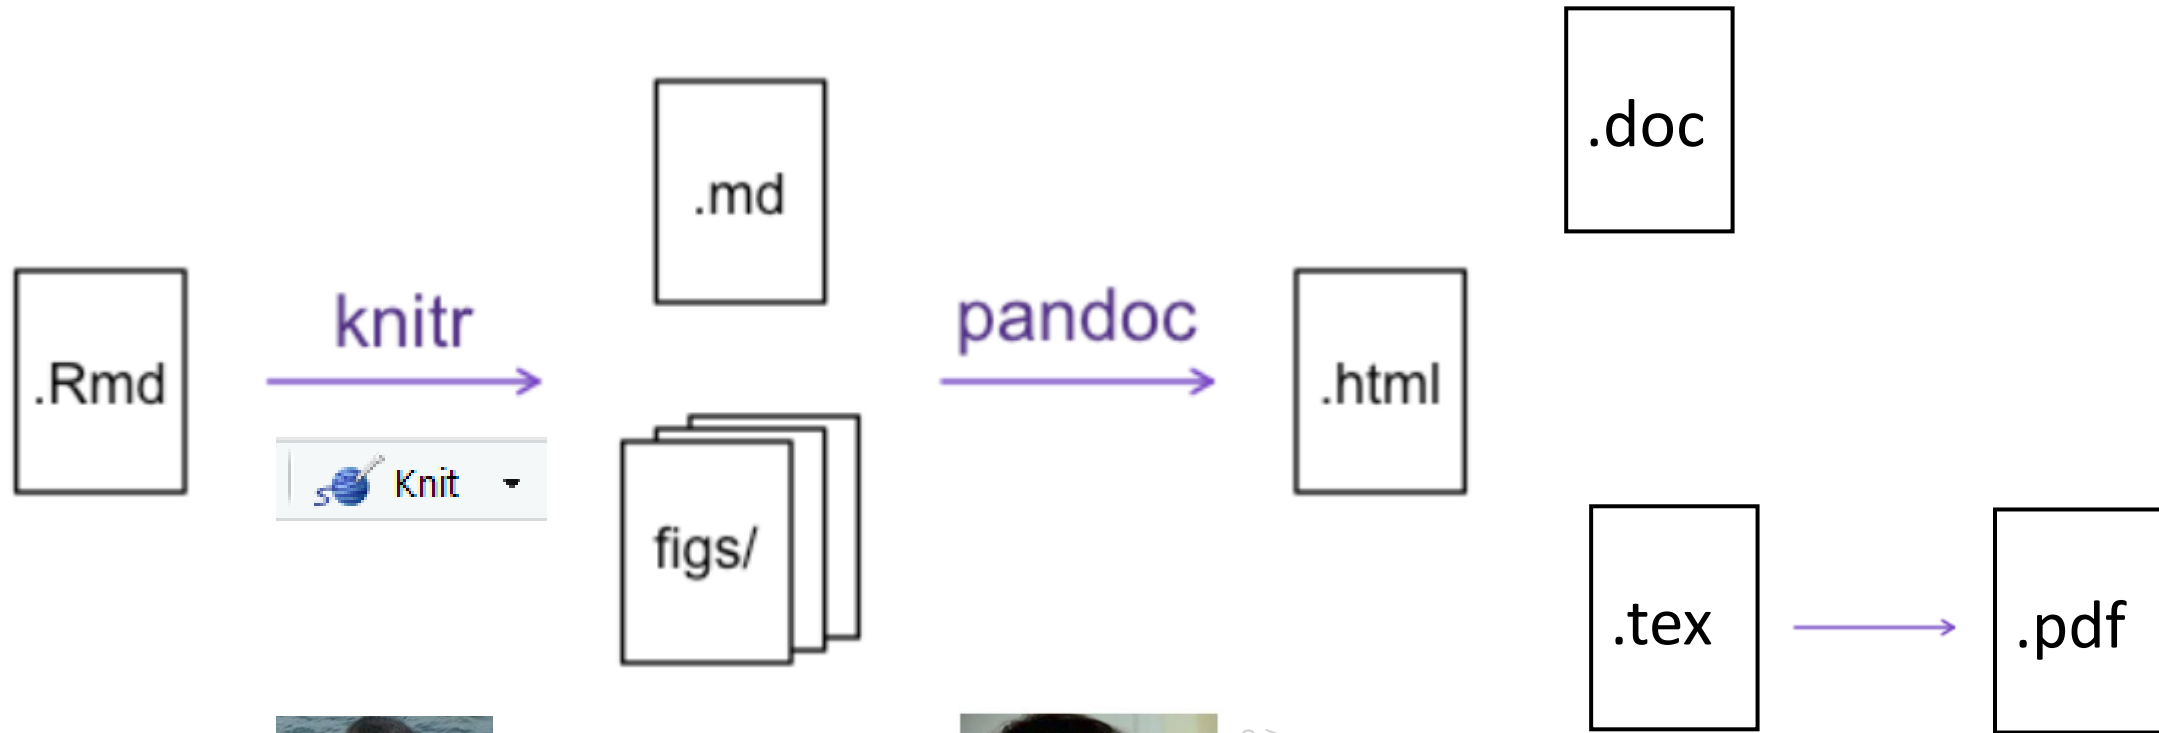 .Rmd
knitr
Knit
.md
figs/
pandoc
.html
.doc
.tex
.pdf